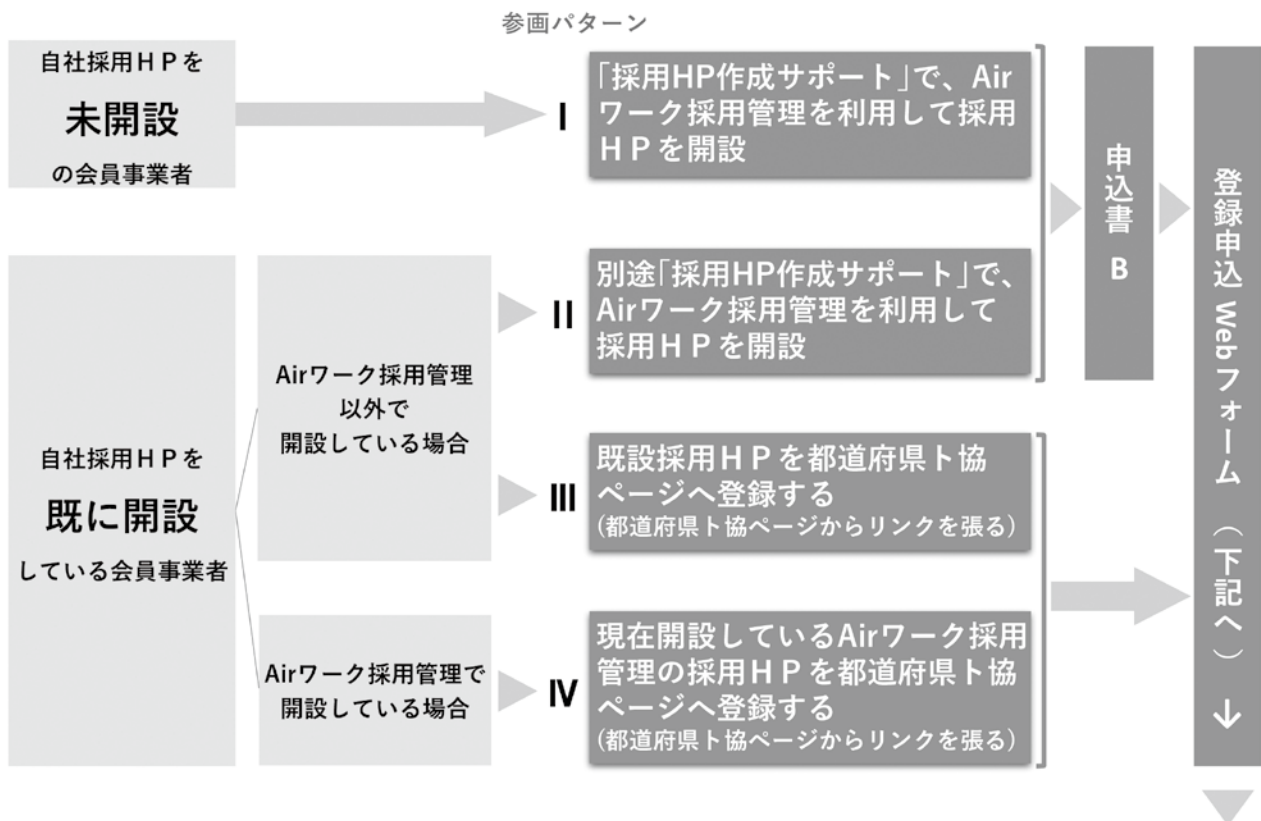 参画パターン
自社採用ＨＰを
未開設
の会員事業者
Ⅰ
「採用HP作成サポート」で、Air
ワーク採用管理を利用して採用
ＨＰを開設
自社採用ＨＰを
既に開設
している会員事業者
Airワーク採用管理
以外で
開設している場合
Ⅱ
別途「採用HP作成サポート」で、
Airワーク採用管理を利用して
採用ＨＰを開設
Ⅲ
既設採用ＨＰを都道府県ト協
ページへ登録する
(都道府県ト協ページからリンクを張る）
Airワーク採用管理で
開設している場合
Ⅳ
現在開設しているAirワーク採用
管理の採用ＨＰを都道府県ト協
ページへ登録する
(都道府県ト協ページからリンクを張る）
申込書 B
登録申込 Webフォーム （下記へ）↓